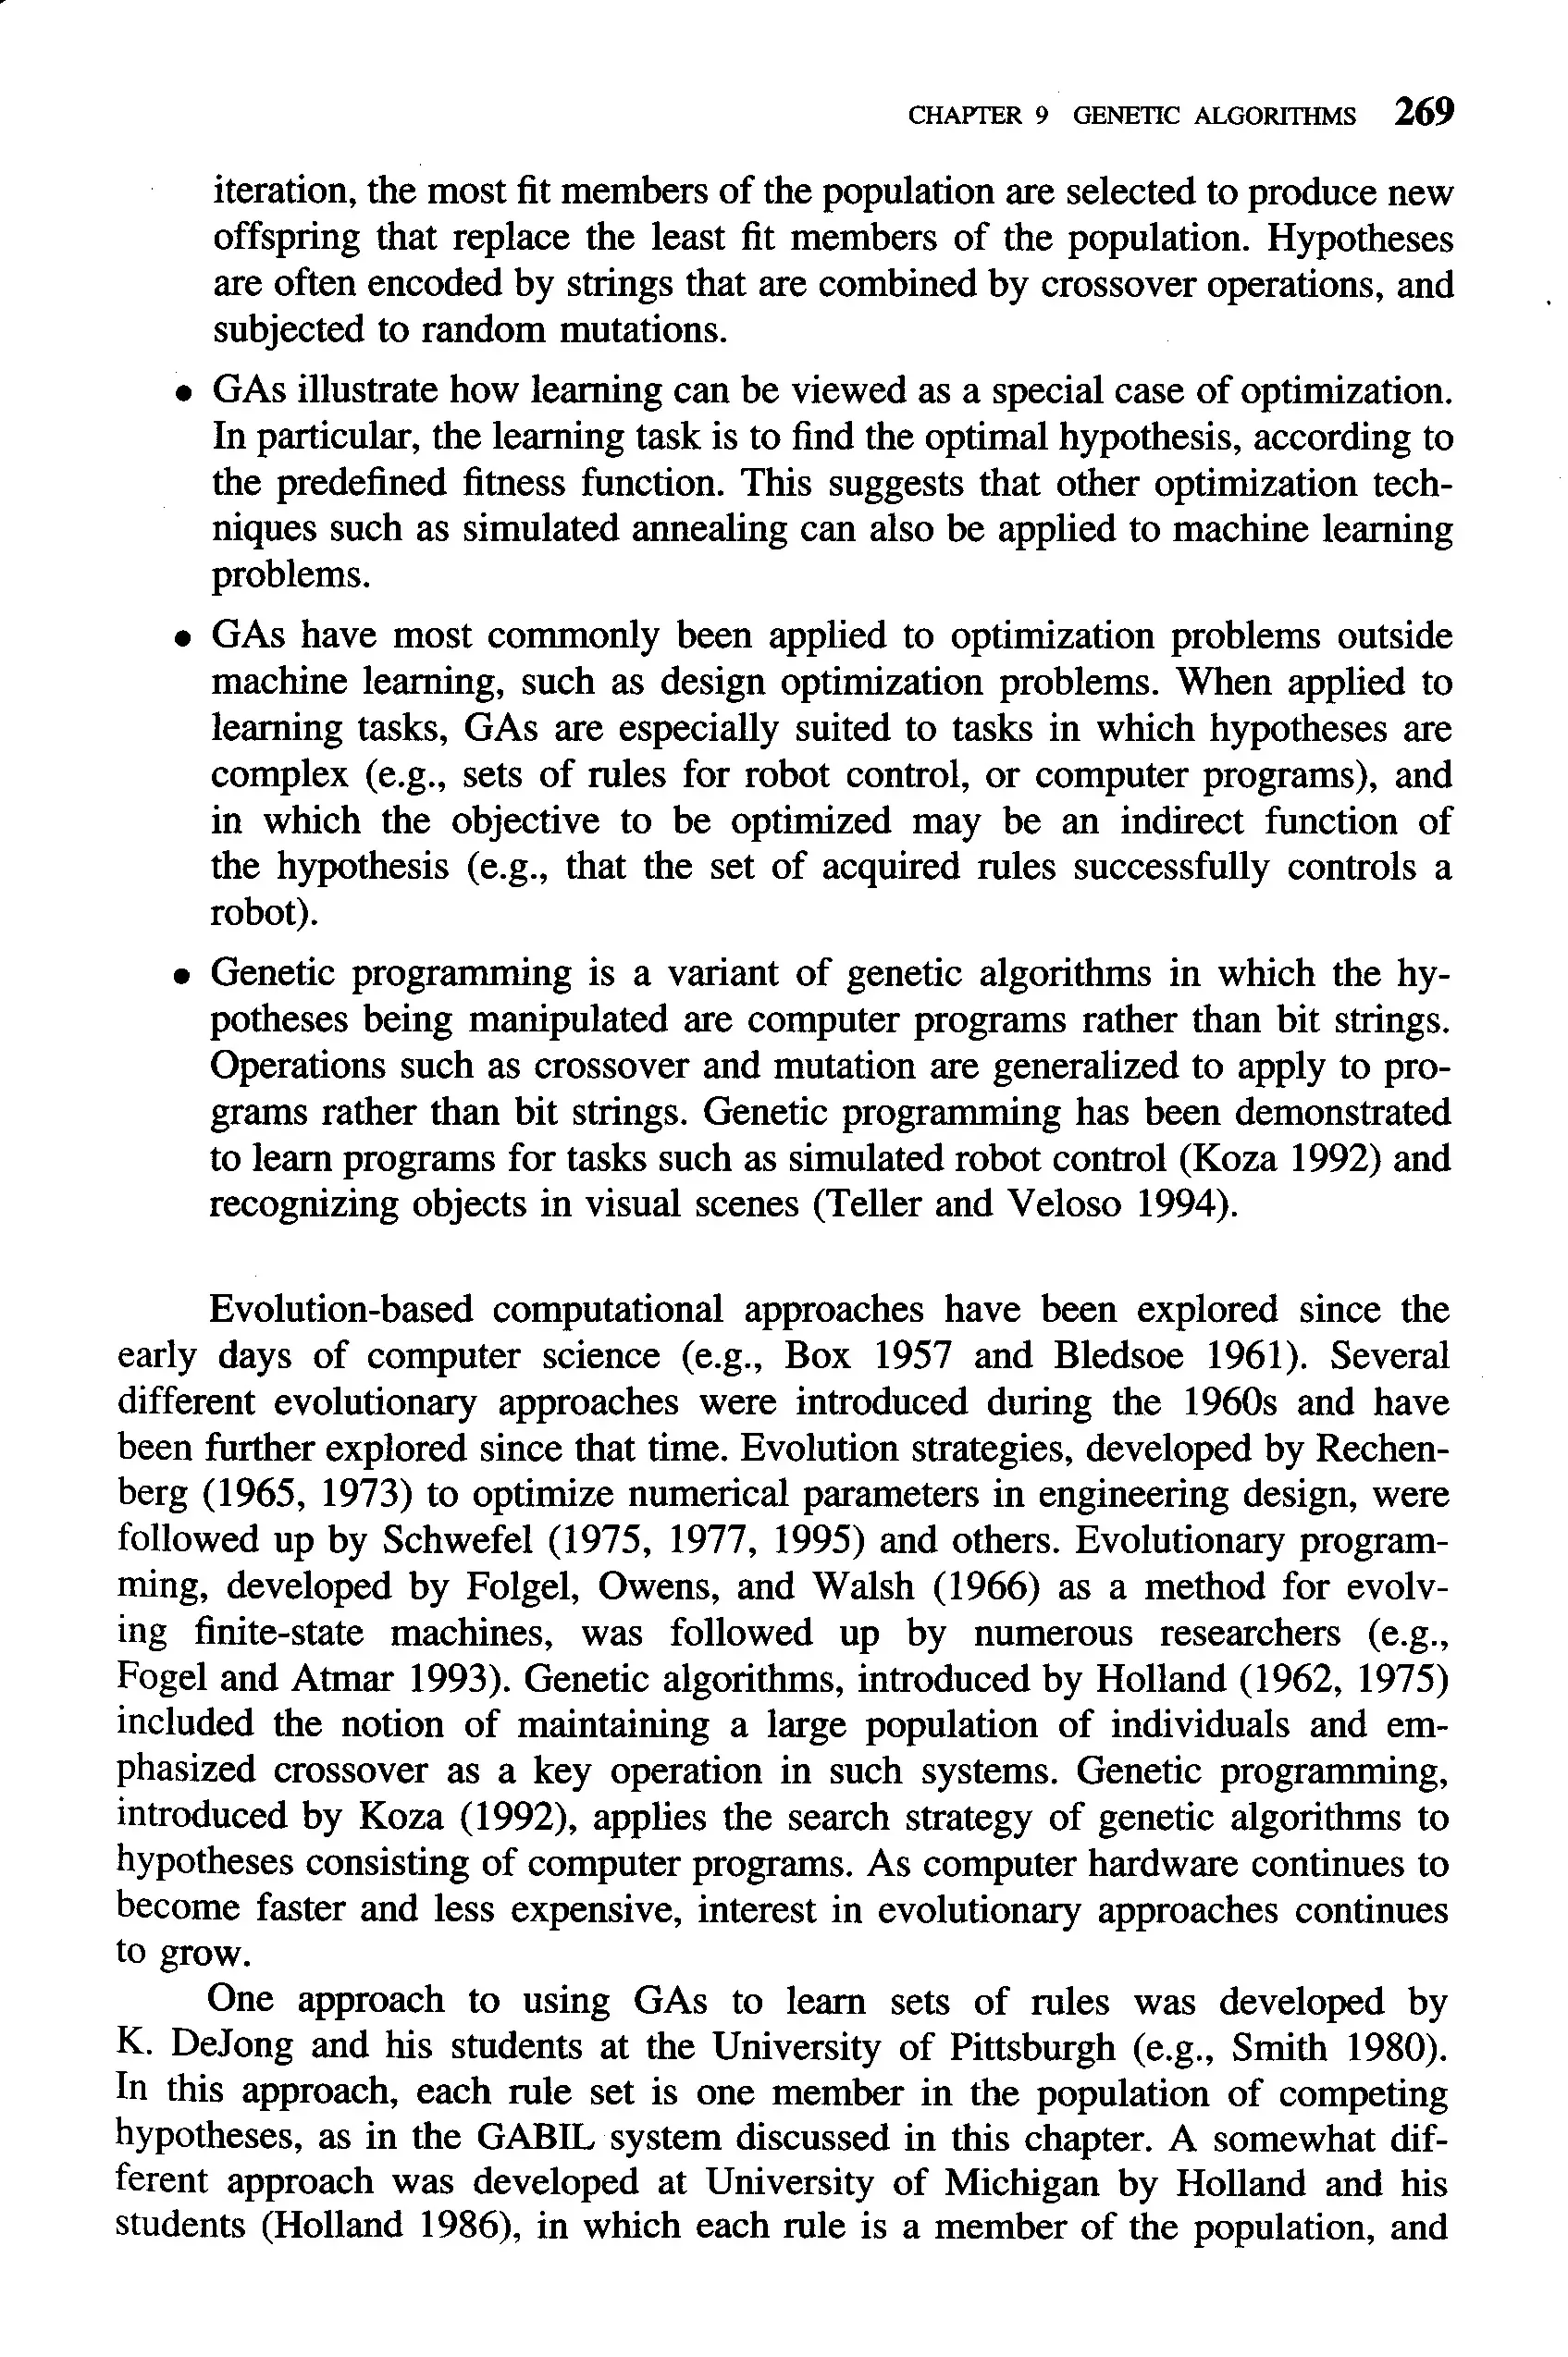 CHAPTER 9 GENETIC ALGORITHMS 269
iteration, the most fit members of the population are selected to produce new
offspring that replace the least fit members of the population. Hypotheses
are often encoded by strings that are combined by crossover operations, and
subjected to random mutations.
• GAs illustrate how learning can be viewed as a special case of optimization.
In particular, the learning task is to find the optimal hypothesis, according to
the predefined fitness function. This suggests that other optimization tech-
niques such as simulated annealing can also be applied to machine learning
problems.
• GAs have most commonly been applied to optimization problems outside
machine learning, such as design optimization problems. When applied to
learning tasks, GAs are especially suited to tasks in which hypotheses are
complex (e.g., sets of rules for robot control, or computer programs), and
in which the objective to be optimized may be an indirect function of
the hypothesis (e.g., that the set of acquired rules successfully controls a
robot).
• Genetic programming is a variant of genetic algorithms in which the hy-
potheses being manipulated are computer programs rather than bit strings.
Operations such as crossover and mutation are generalized to apply to pro-
grams rather than bit strings. Genetic programming has been demonstrated
to learn programs for tasks such as simulated robot control (Koza 1992) and
recognizing objects in visual scenes (Teller and Veloso 1994).
Evolution-based computational approaches have been explored since the
early days of computer science (e.g., Box 1957 and Bledsoe 1961). Several
different evolutionary approaches were introduced during the 1960s and have
been further explored since that time. Evolution strategies, developed by Rechen-
berg (1965, 1973) to optimize numerical parameters in engineering design, were
followed up by Schwefel (1975, 1977, 1995) and others. Evolutionary program-
ming, developed by Folgel, Owens, and Walsh (1966) as a method for evolv-
ing finite-state machines, was followed up by numerous researchers (e.g.,
Fogel and Atmar 1993). Genetic algorithms, introduced by Holland (1962, 1975)
included the notion of maintaining a large population of individuals and em-
phasized crossover as a key operation in such systems. Genetic programming,
introduced by Koza (1992), applies the search strategy of genetic algorithms to
hypotheses consisting of computer programs. As computer hardware continues to
become faster and less expensive, interest in evolutionary approaches continues
to grow.
One approach to using GAs to learn sets of rules was developed by
K. DeJong and his students at the University of Pittsburgh (e.g., Smith 1980).
In this approach, each rule set is one member in the population of competing
hypotheses, as in the GABIL system discussed in this chapter. A somewhat dif-
ferent approach was developed at University of Michigan by Holland and his
students (Holland 1986), in which each rule is a member of the population, and